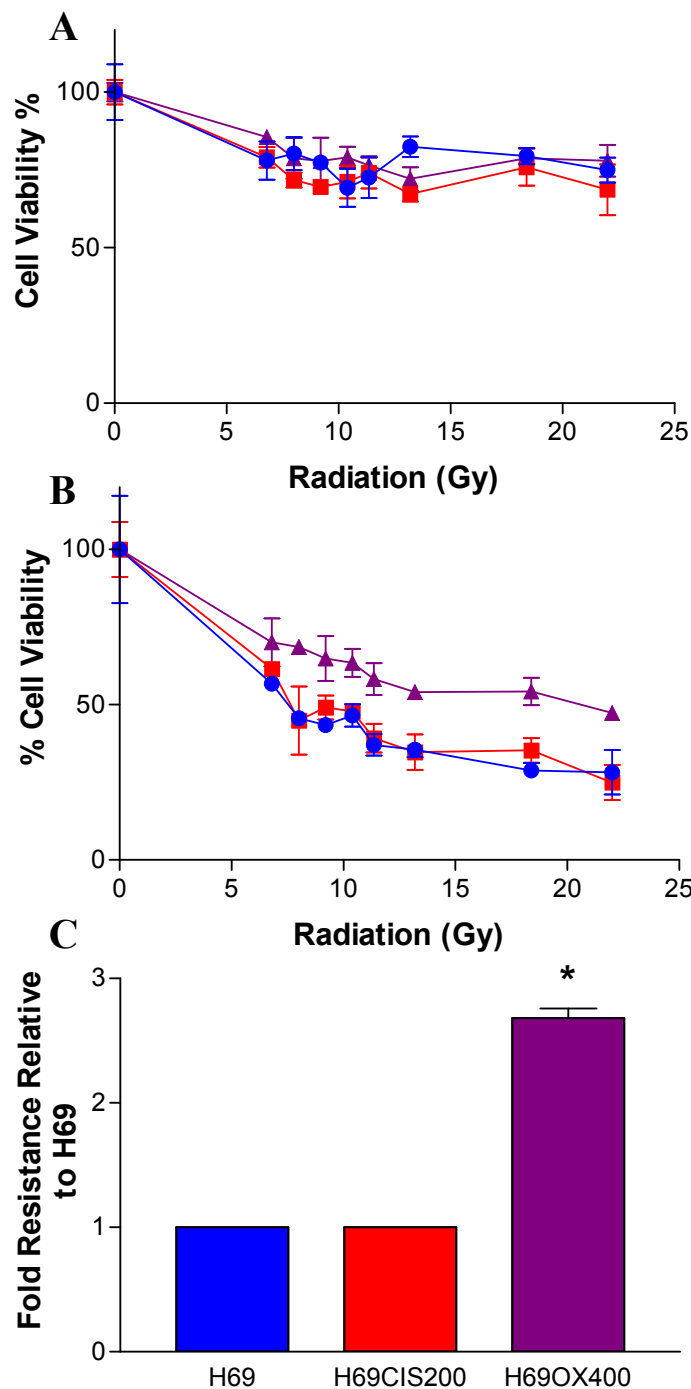 A
Cell Viability %
100
50
0
0 5 10 15 20 25
Radiation (Gy)
B
% Cell Viability
100
50
0
0 5 10 15 20 25
Radiation (Gy)
C
Fold Resistance Relative
to H69
3
2
1
0
*
H69 H69CIS200 H69OX400